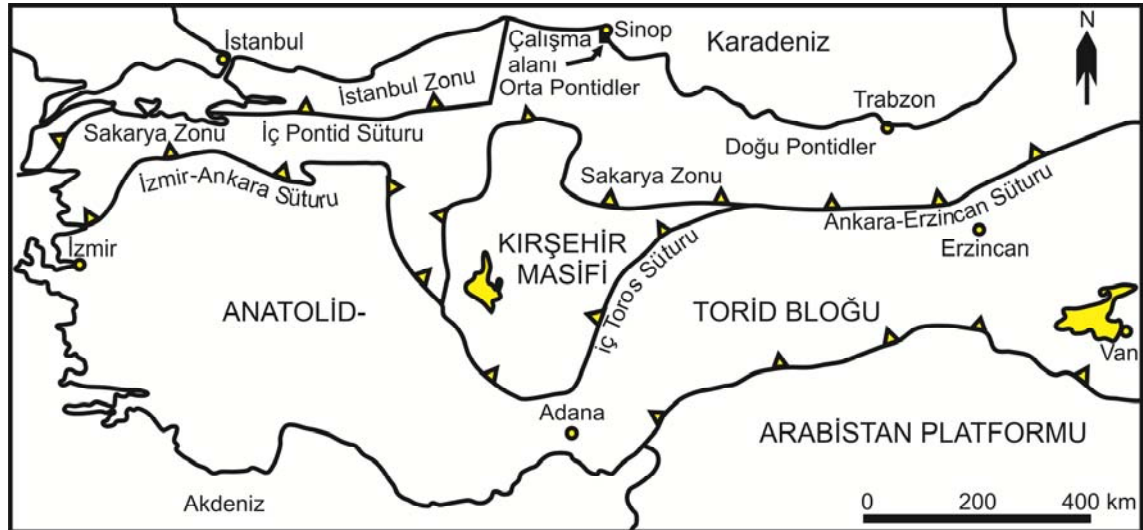 İstanbul
Çalışma
alanı
Sinop
Karadeniz
N
İstanbul Zonu
Orta Pontidler
Trabzon
Sakarya Zonu
İç Pontid Süturu
Doğu Pontidler
İzmir-Ankara Süturu
Sakarya Zonu
Ankara-Erzincan Süturu
İzmir
KIRŞEHİR
MASİFİ
Erzincan
İç Toros Süturu
ANATOLİD-
TORİD BLOĞU
Van
Adana
ARABİSTAN PLATFORMU
Akdeniz
0 200 400 km